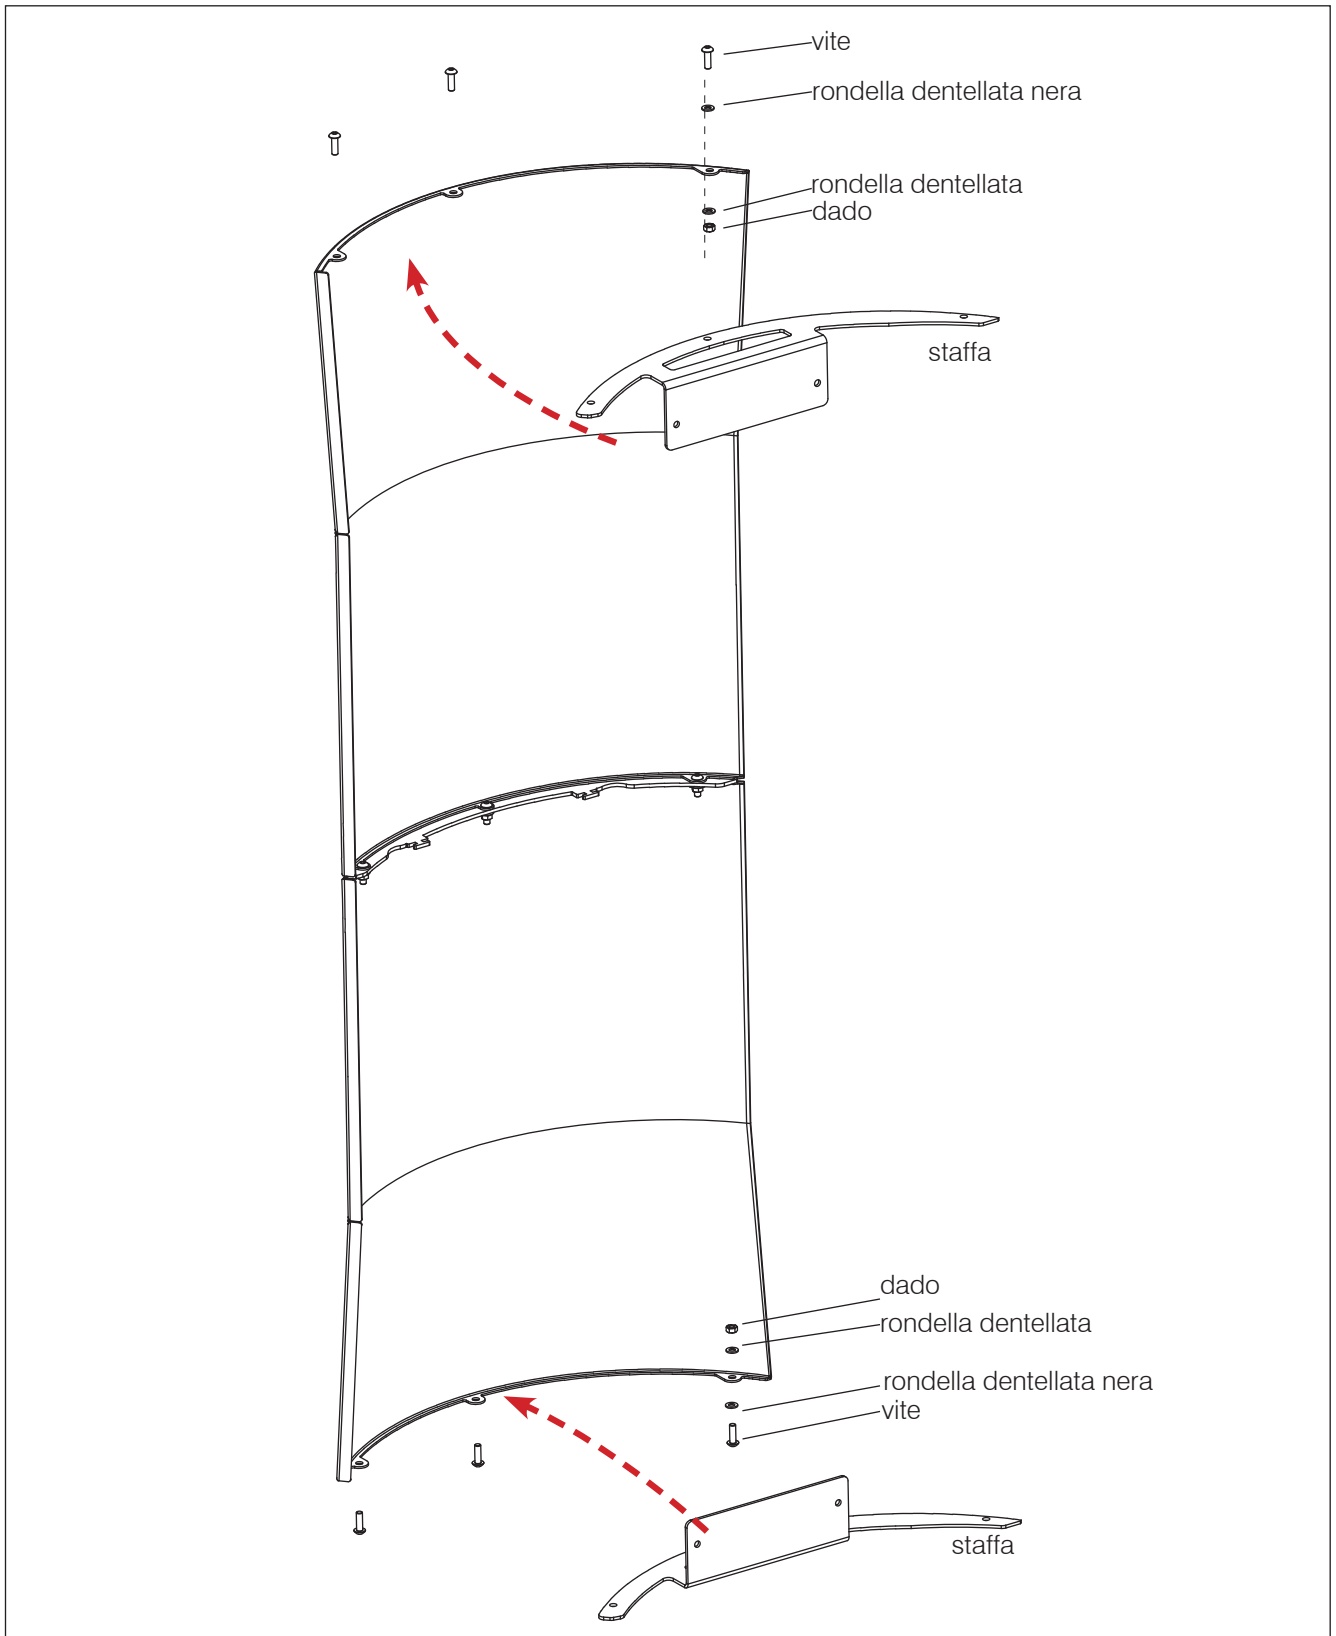 vite
rondella dentellata nera
rondella dentellata
dado
staffa
dado
rondella dentellata
rondella dentellata nera
vite
staffa